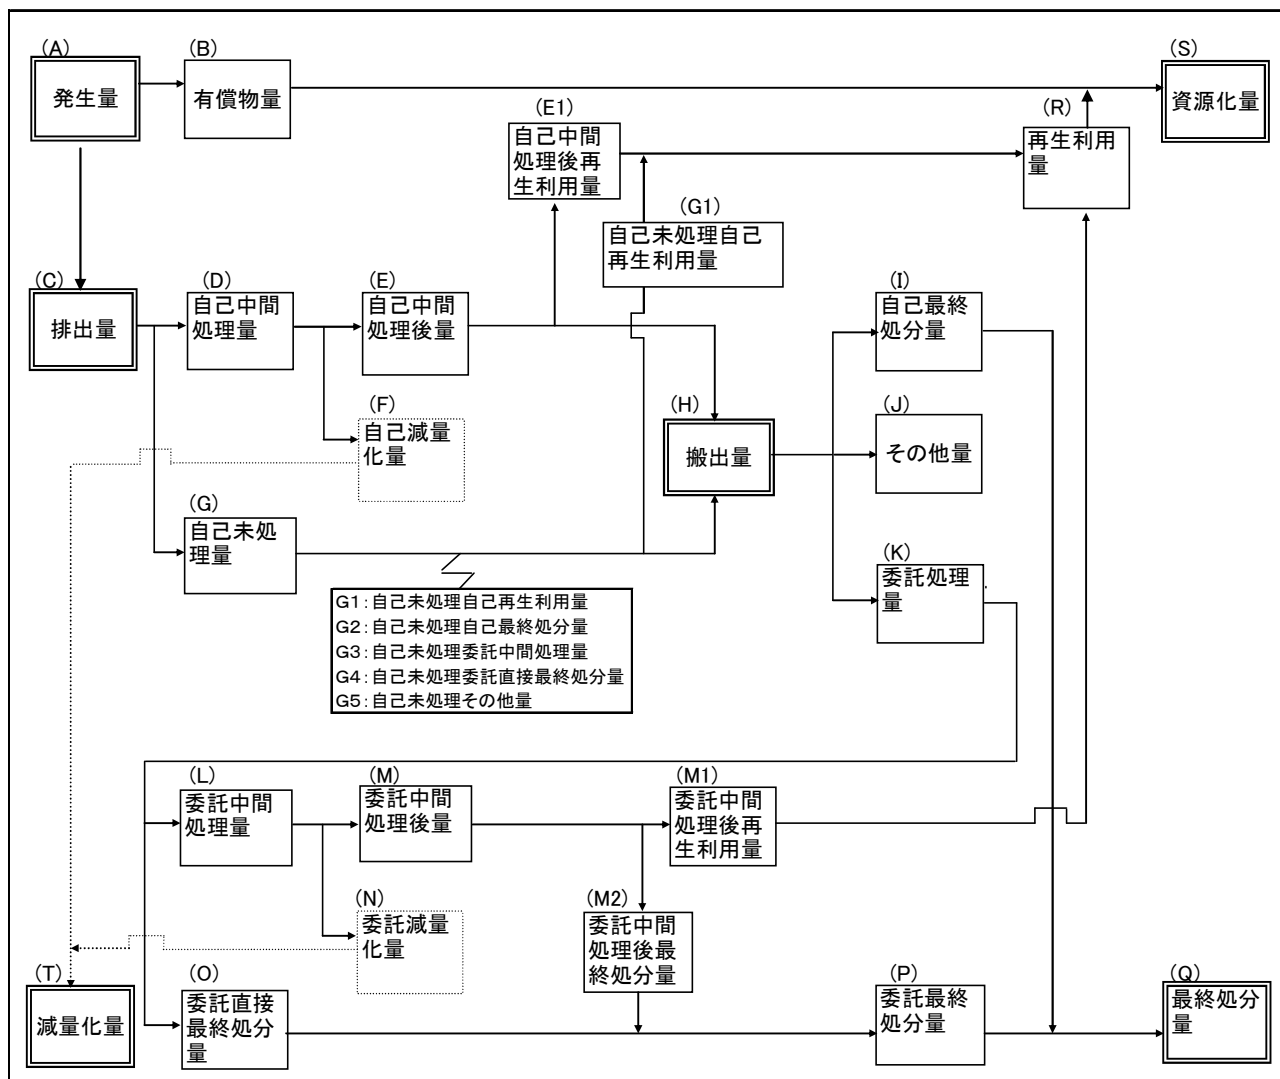 (A)
発生量
(B)
有償物量
(S)
資源化量
(E1)
自己中間
処理後再
生利用量
(R)
再生利用
量
(G1)
自己未処理自己
再生利用量
(C)
排出量
(D)
自己中間
処理量
(E)
自己中間
処理後量
(I)
自己最終
処分量
(F)
自己減量
化量
(H)
搬出量
(J)
その他量
(G)
自己未処
理量
(K)
委託処理
量
G1:自己未処理自己再生利用量
G2:自己未処理自己最終処分量
G3:自己未処理委託中間処理量
G4:自己未処理委託直接最終処分量
G5:自己未処理その他量
(L)
委託中間
処理量
(M)
委託中間
処理後量
(M1)
委託中間
処理後再
生利用量
(N)
委託減量
化量
(M2)
委託中間
処理後最
終処分量
(T)
減量化量
(O)
委託直接
最終処分
量
(P)
委託最終
処分量
(Q)
最終処分
量